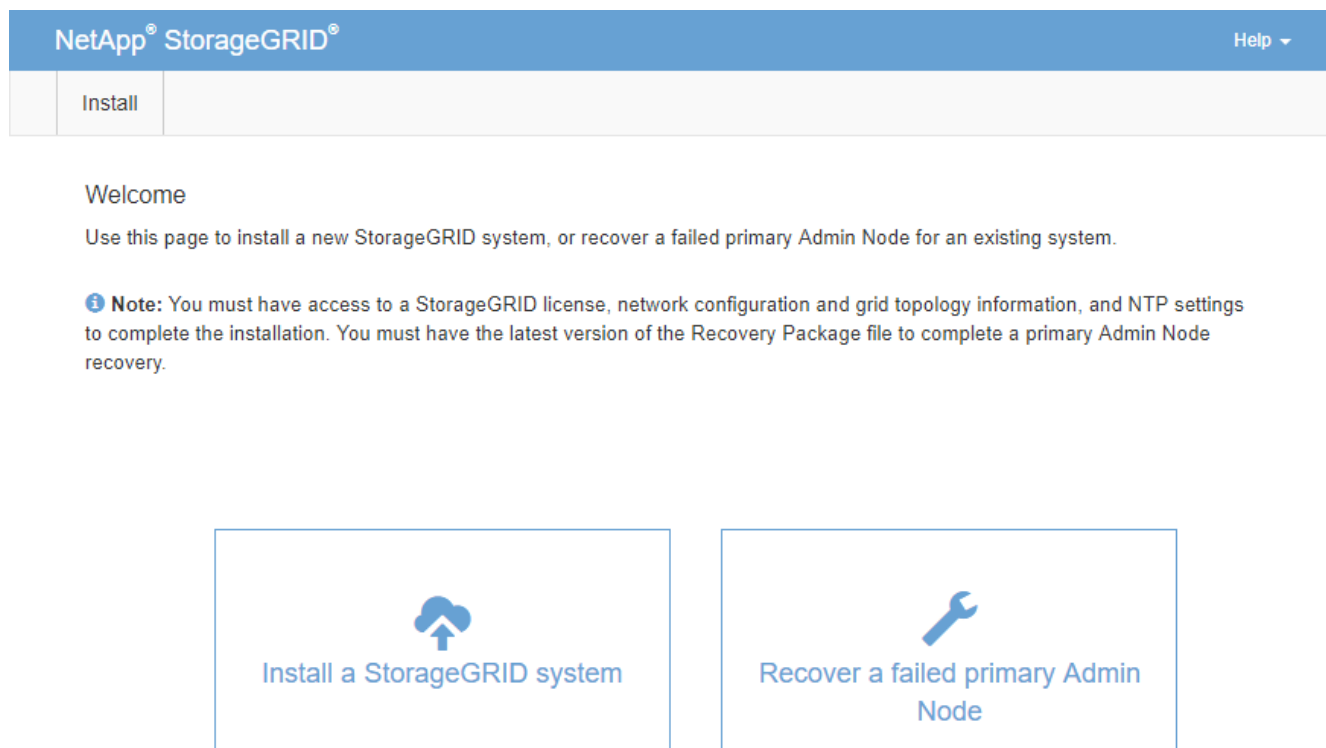 NetApp® StorageGRID®
Help
Install
Welcome
Use this page to install a new StorageGRID system, or recover a failed primary Admin Node for an existing system.
Note: You must have access to a StorageGRID license, network configuration and grid topology information, and NTP settings
to complete the installation. You must have the latest version of the Recovery Package file to complete a primary Admin Node
recovery.
Install a StorageGRID system
Recover a failed primary Admin
Node